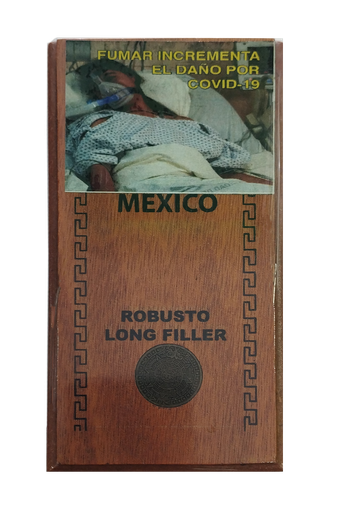 FUMAR INCREMENTA
EL DAÑO POR
COVID-19
MEXICO
ROBUSTO
LONG FILLER